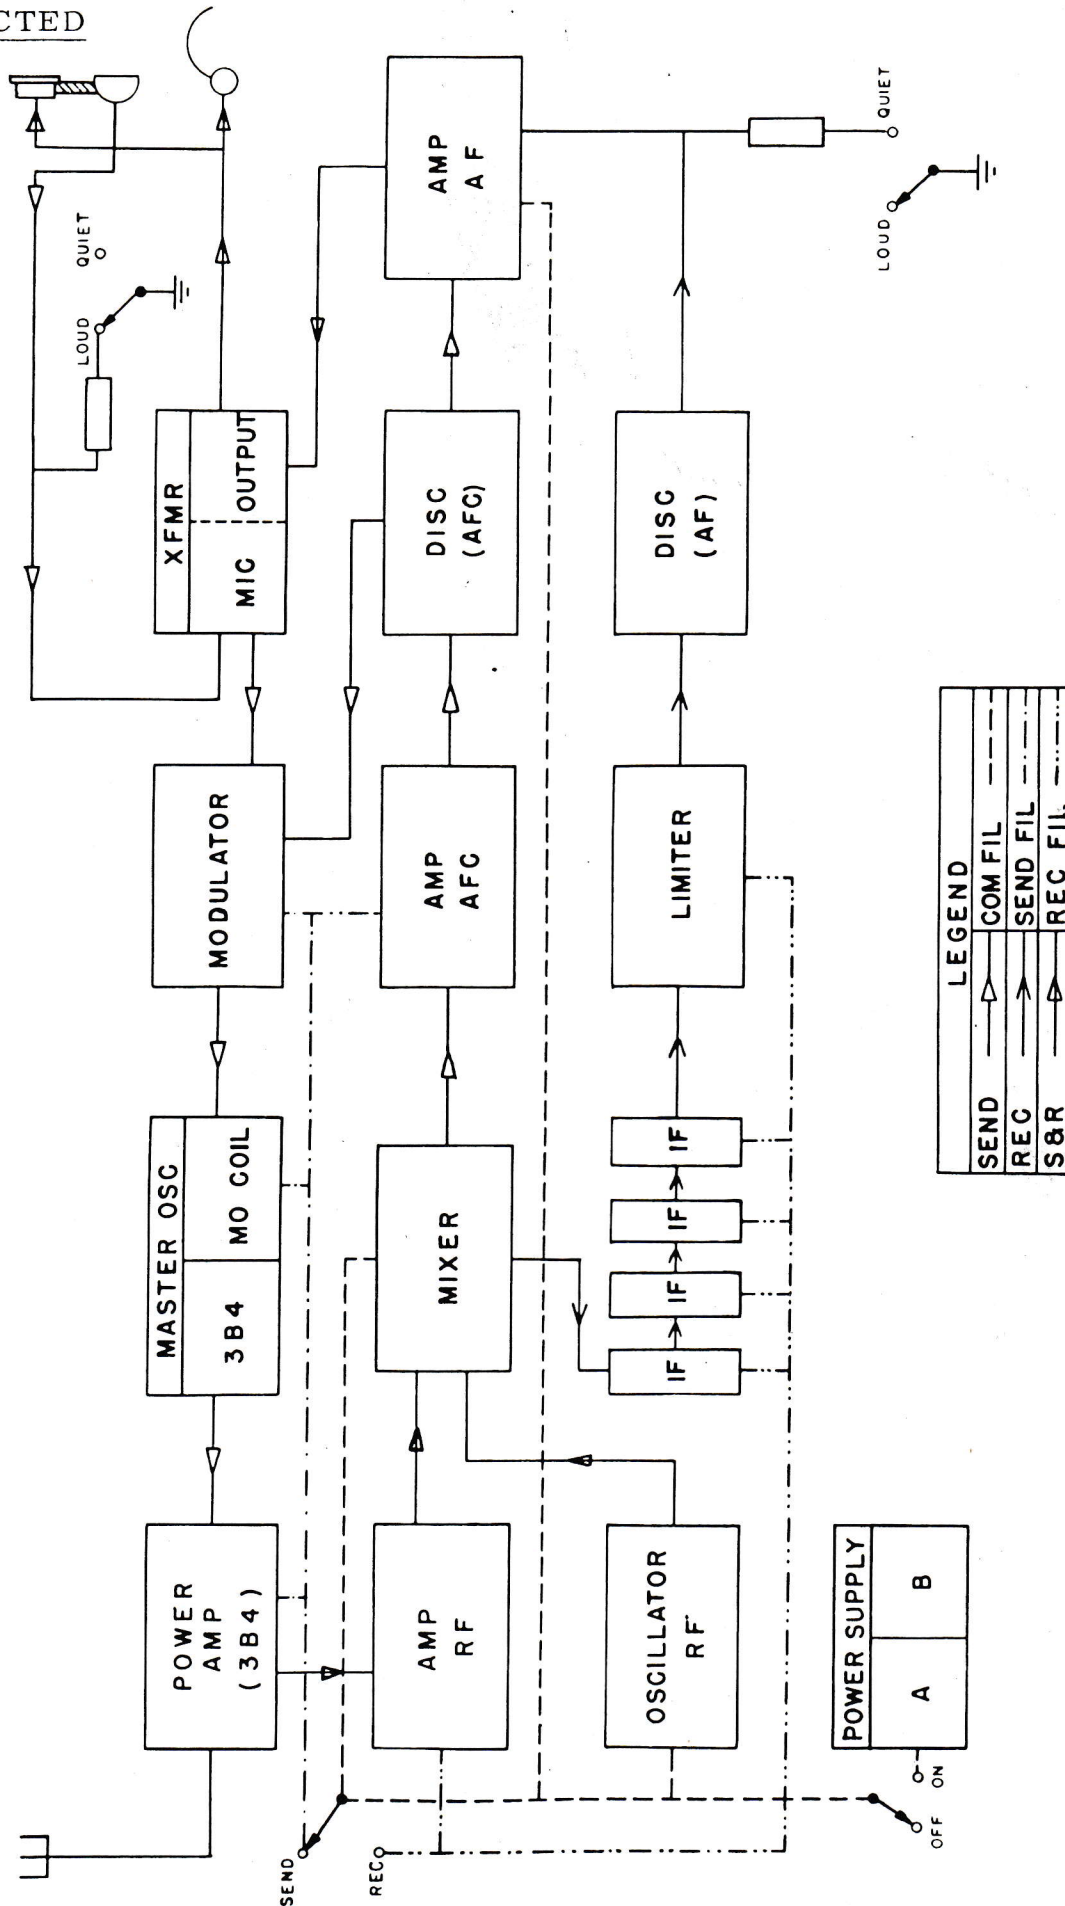 CTED
QUIET
LOUD
XFMR
MIC
OUTPUT
MODULATOR
MASTER OSC
3B4
MO COIL
POWER
AMP
(3B4)
AMP
AF
DISC
(AFC)
AMP
AFC
MIXER
AMP
RF
QUIET
LOUD
DISC
(AF)
LIMITER
IF
IF
IF
IF
OSCILLATOR
RF
SEND
REC
POWER SUPPLY
A
B
ON
OFF
LEGEND
SEND
COM FIL
REC
SEND FIL
S&R
REC FIL